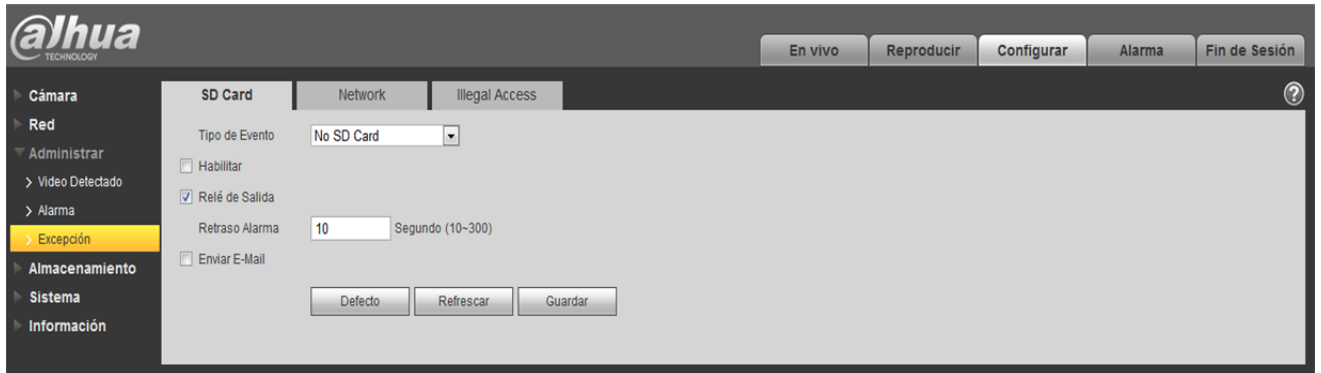 alhua
TECHNOLOGY
En vivo
Reproducir
Configurar
Alarma
Fin de Sesión
Cámara
Red
Administrar
Video Detectado
Alarma
Excepción
Almacenamiento
Sistema
Información
SD Card
Network
Illegal Access
?
Tipo de Evento No SD Card
Habilitar
Relé de Salida
Retraso Alarma 10 Segundo (10~300)
Enviar E-Mail
Defecto Refrescar Guardar